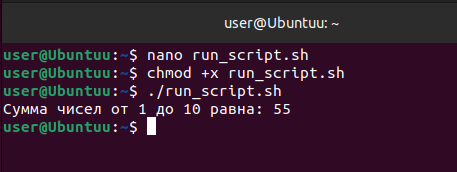 user@Ubuntuu: ~
user@Ubuntuu:~$ nano run_script.sh
user@Ubuntuu:~$ chmod +x run_script.sh
user@Ubuntuu:~$ ./run_script.sh
Сумма чисел от 1 до 10 равна: 55
user@Ubuntuu:~$